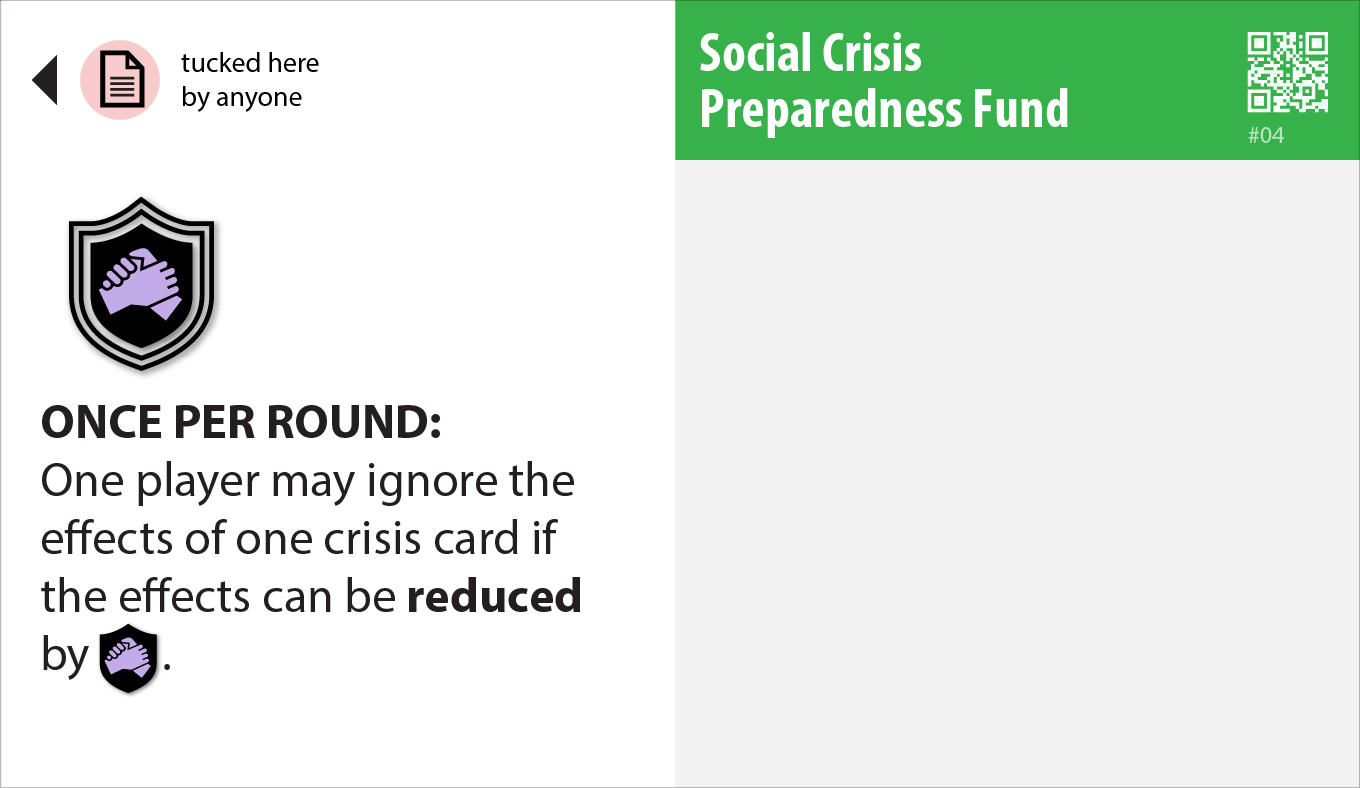 tucked here
by anyone
ONCE PER ROUND:
One player may ignore the
effects of one crisis card if
the effects can be reduced
by .
Social Crisis
Preparedness Fund
#04